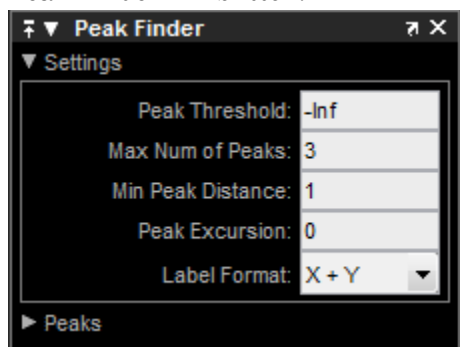 Peak Finder
Settings
Peak Threshold: -Inf
Max Num of Peaks: 3
Min Peak Distance: 1
Peak Excursion: 0
Label Format: X + Y
Peaks